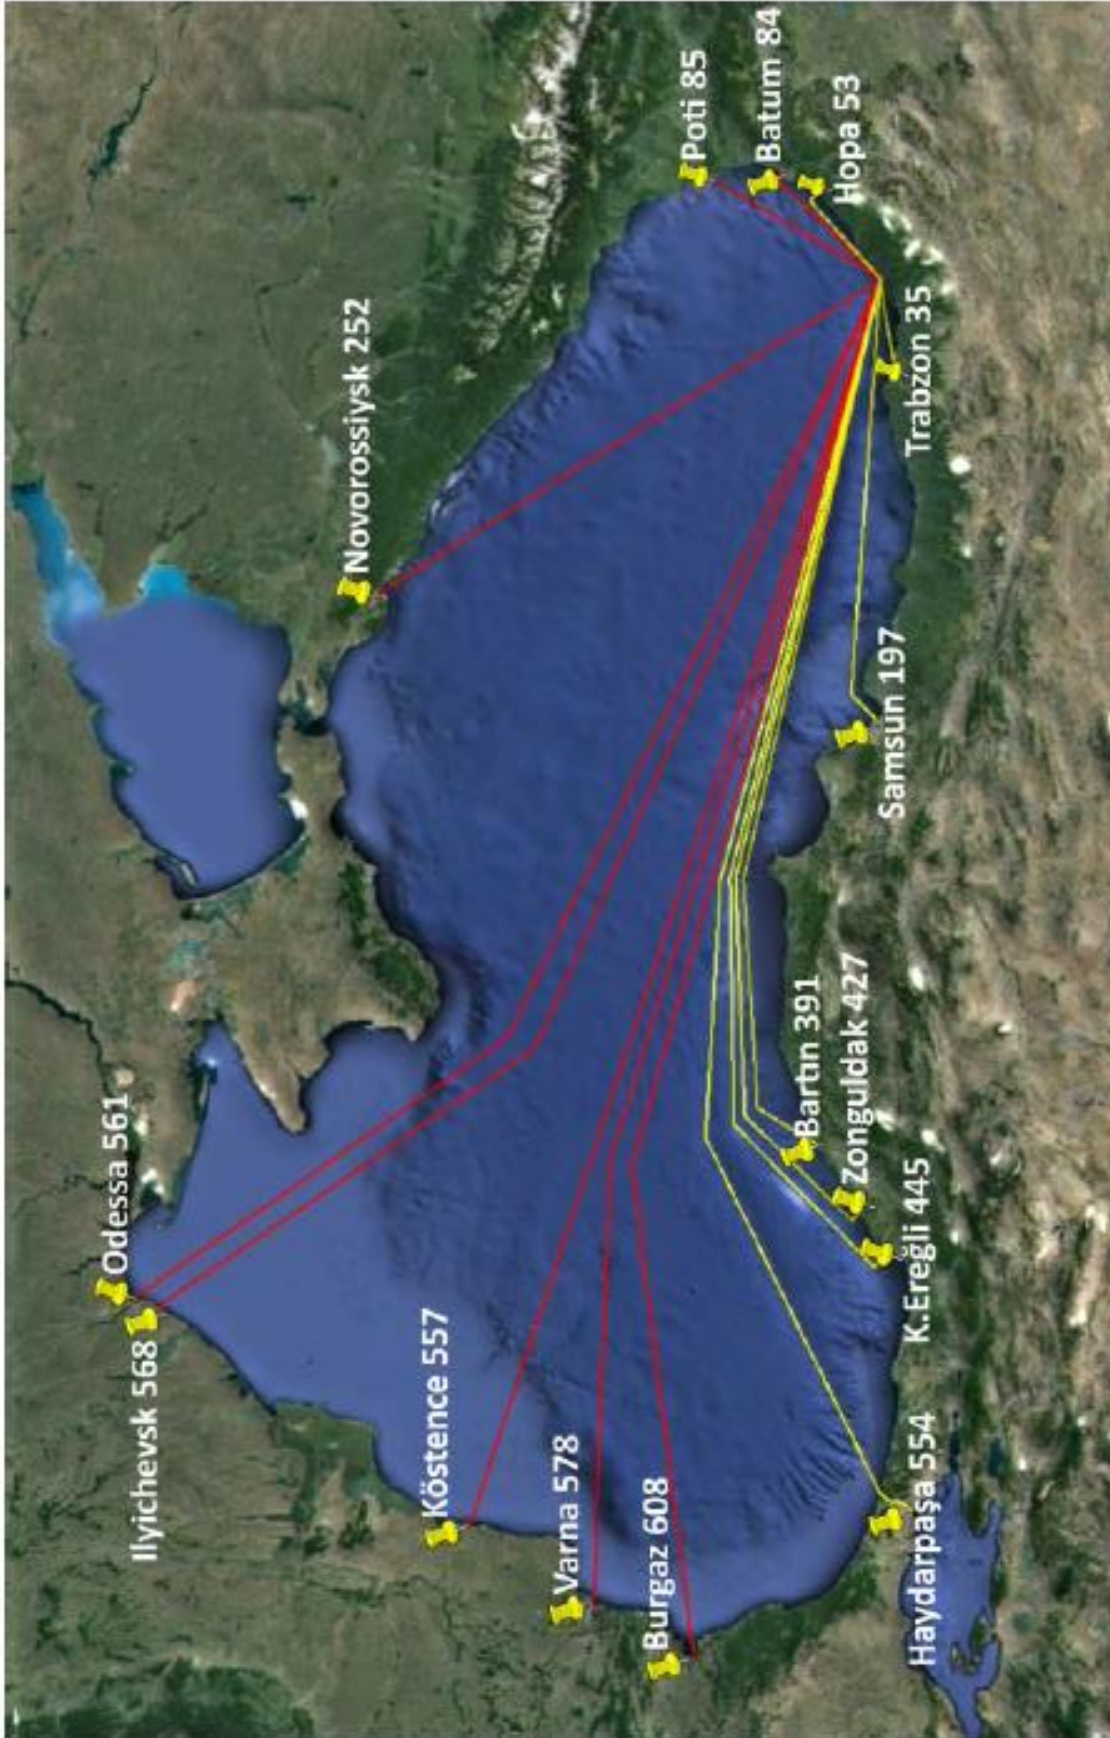 Odessa 561
Ilyichevsk 568
Köstence 557
Varna 578
Burgaz 608
Haydarpaşa 554
K.Ereğli 445
Zonguldak 427
Bartın 391
Samsun 197
Trabzon 35
Hopa 53
Batum 84
Poti 85
Novorossiysk 252